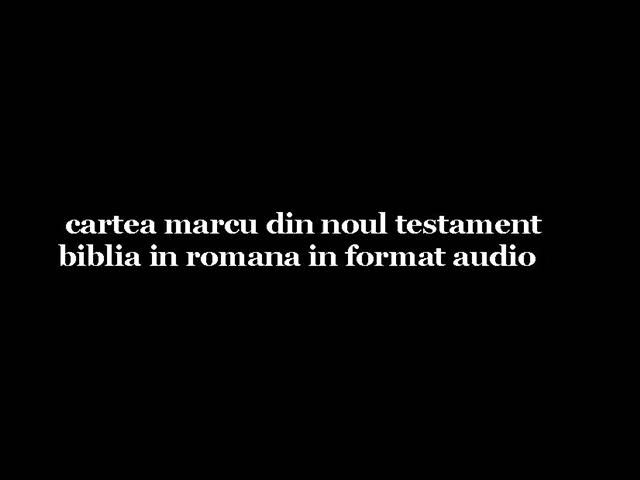 cartea marcu din noul testament
biblia in romana in format audio